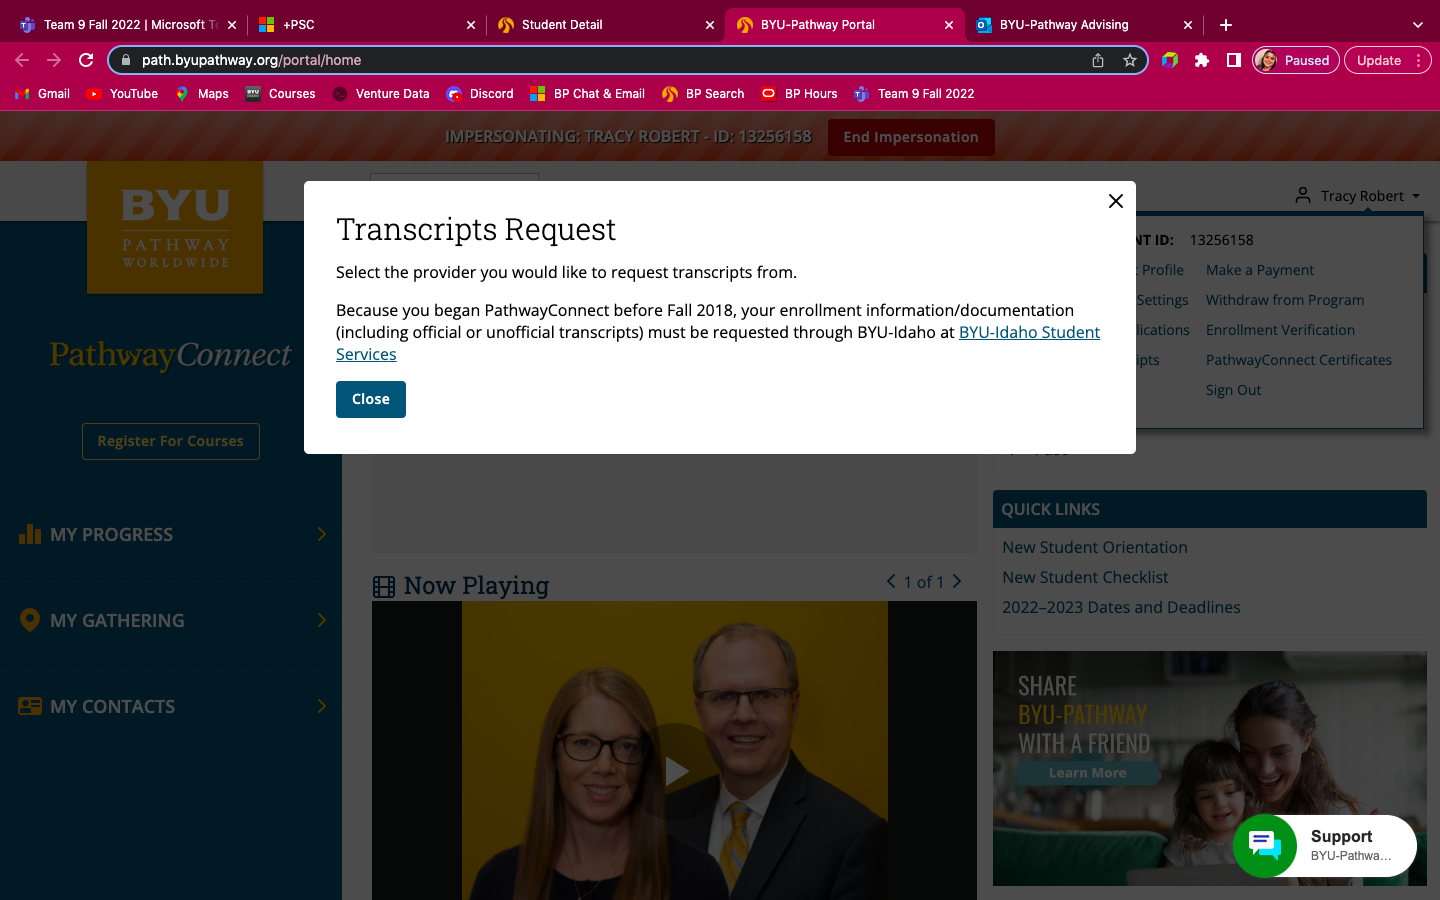 Team 9 Fall 2022 | Microsoft Te
+PSC
Student Detail
BYU-Pathway Portal
BYU-Pathway Advising
path.byupathway.org/portal/home
Paused
Update
Gmail
YouTube
Maps
Courses
Venture Data
Discord
BP Chat & Email
BP Search
BP Hours
Team 9 Fall 2022
IMPERSONATING: TRACY ROBERT - ID: 13256158
End Impersonation
BYU
PATHWAY
WORLDWIDE
Tracy Robert
NT ID: 13256158
Profile
Make a Payment
Settings
Withdraw from Program
lications
Enrollment Verification
ipts
PathwayConnect Certificates
Sign Out
Transcripts Request
Select the provider you would like to request transcripts from.
Because you began PathwayConnect before Fall 2018, your enrollment information/documentation
(including official or unofficial transcripts) must be requested through BYU-Idaho at BYU-Idaho Student
Services
Close
PathwayConnect
Register For Courses
MY PROGRESS
MY GATHERING
MY CONTACTS
Now Playing
1 of 1
QUICK LINKS
New Student Orientation
New Student Checklist
2022–2023 Dates and Deadlines
SHARE
BYU-PATHWAY
WITH A FRIEND
Learn More
Support
BYU-Pathwa...